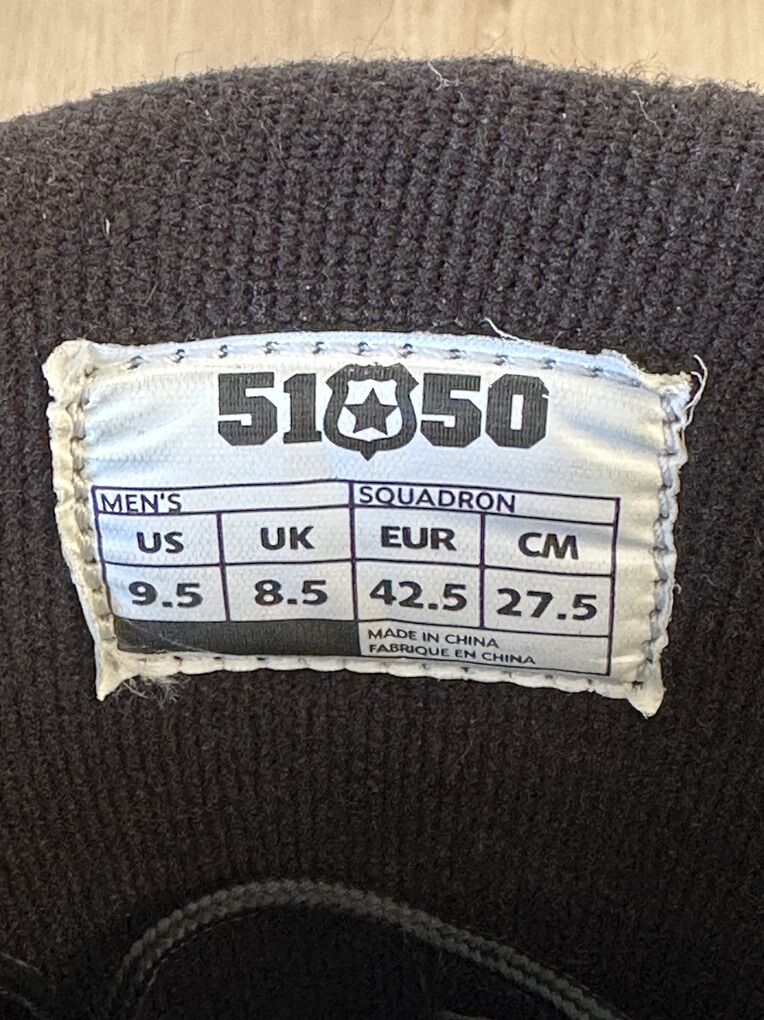 5150
MEN'S SQUADRON
US UK EUR CM
9.5 8.5 42.5 27.5
MADE IN CHINA
FABRIQUE EN CHINA